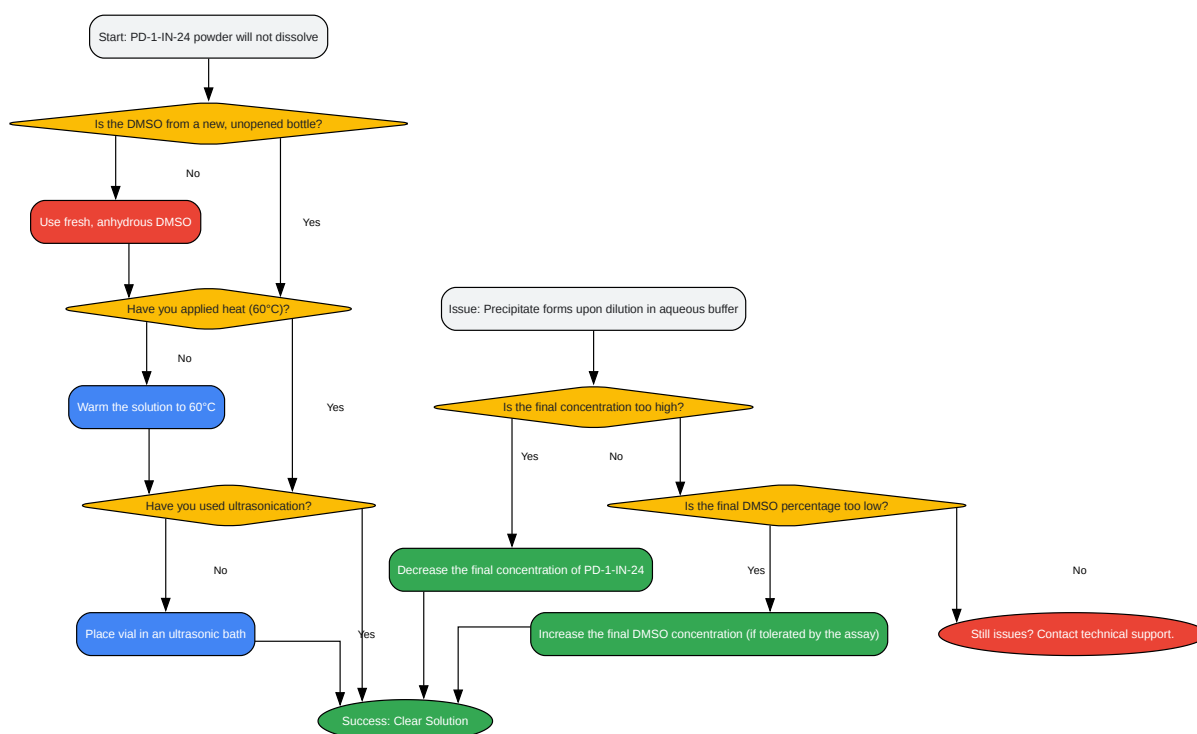 Start: PD-1-IN-24 powder will not dissolve
Is the DMSO from a new, unopened bottle?
No
Use fresh, anhydrous DMSO
Yes
Have you applied heat (60°C)?
Issue: Precipitate forms upon dilution in aqueous buffer
No
Warm the solution to 60°C
Yes
Is the final concentration too high?
Yes
No
Have you used ultrasonication?
Is the final DMSO percentage too low?
No
Decrease the final concentration of PD-1-IN-24
Yes
No
Place vial in an ultrasonic bath
Yes
Increase the final DMSO concentration (if tolerated by the assay)
Still issues? Contact technical support.
Success: Clear Solution